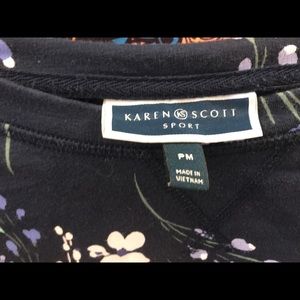 KAREN KS SCOTT
SPORT
PM
MADE IN
VIETNAM